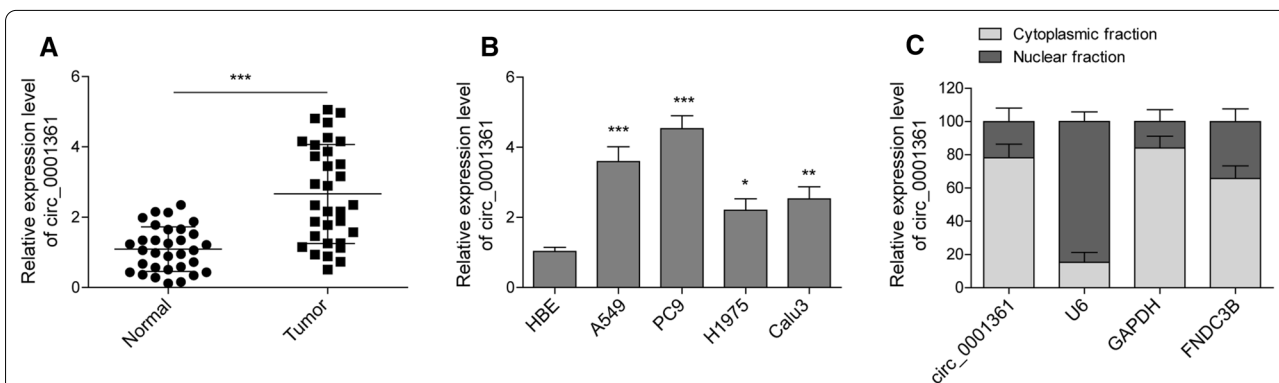 A
Relative expression level
of circ_0001361
6
4
2
0
***
Normal
Tumor
B
Relative expression level
of circ_0001361
6
4
2
0
***
***
*
**
HBE
A549
PC9
H1975
Calu3
C
Cytoplasmic fraction
Nuclear fraction
Relative expression level
of circ_0001361
120
100
80
60
40
20
0
circ_0001361
U6
GAPDH
FNDC3B